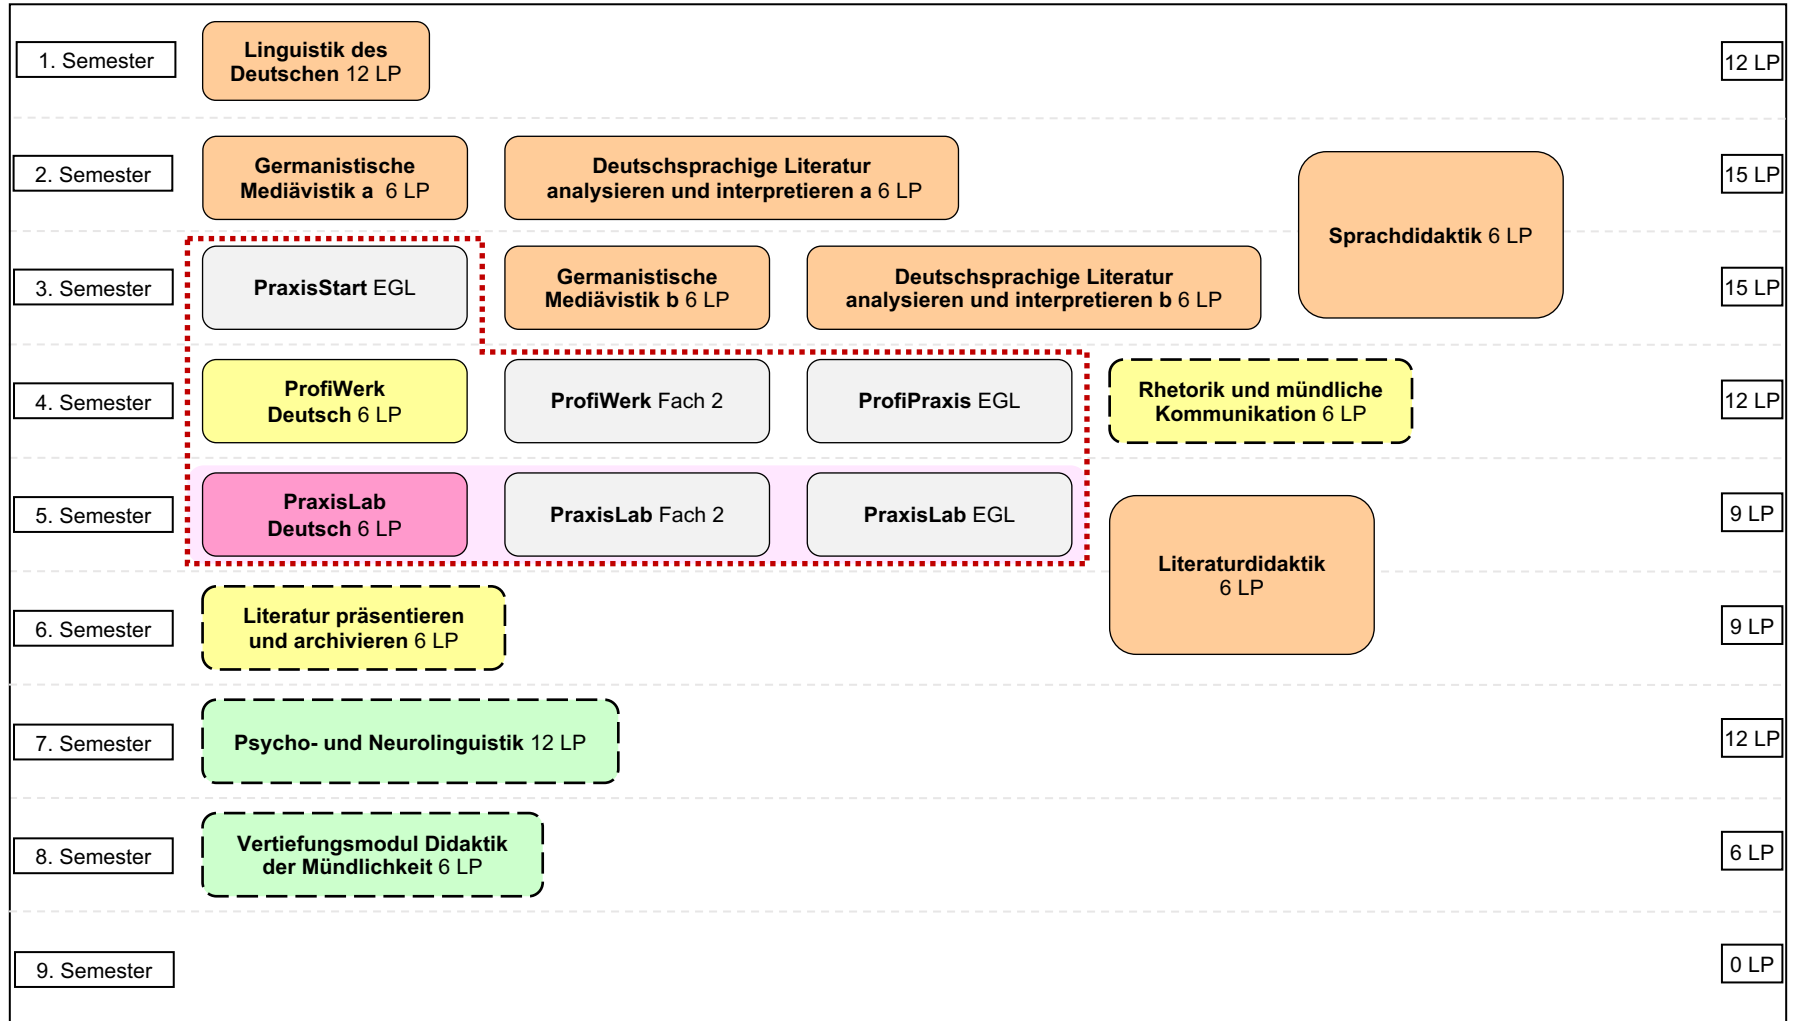 1. Semester
Linguistik des
Deutschen 12 LP
12 LP
2. Semester
Germanistische
Mediävistik a 6 LP
Deutschsprachige Literatur
analysieren und interpretieren a 6 LP
15 LP
Sprachdidaktik 6 LP
3. Semester
PraxisStart EGL
Germanistische
Mediävistik b 6 LP
Deutschsprachige Literatur
analysieren und interpretieren b 6 LP
15 LP
4. Semester
ProfiWerk
Deutsch 6 LP
ProfiWerk Fach 2
ProfiPraxis EGL
Rhetorik und mündliche
Kommunikation 6 LP
12 LP
5. Semester
PraxisLab
Deutsch 6 LP
PraxisLab Fach 2
PraxisLab EGL
9 LP
Literaturdidaktik
6 LP
6. Semester
Literatur präsentieren
und archivieren 6 LP
9 LP
7. Semester
Psycho- und Neurolinguistik 12 LP
12 LP
8. Semester
Vertiefungsmodul Didaktik
der Mündlichkeit 6 LP
6 LP
9. Semester
0 LP